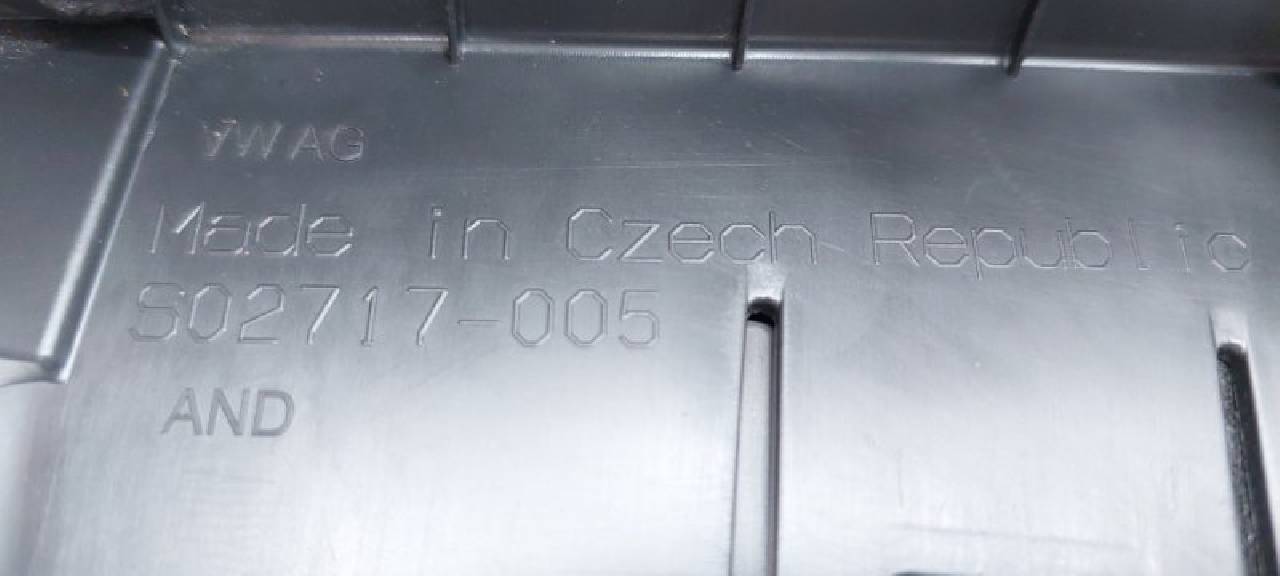 VW AG
Made in Czech Republic
S02717-005
AND